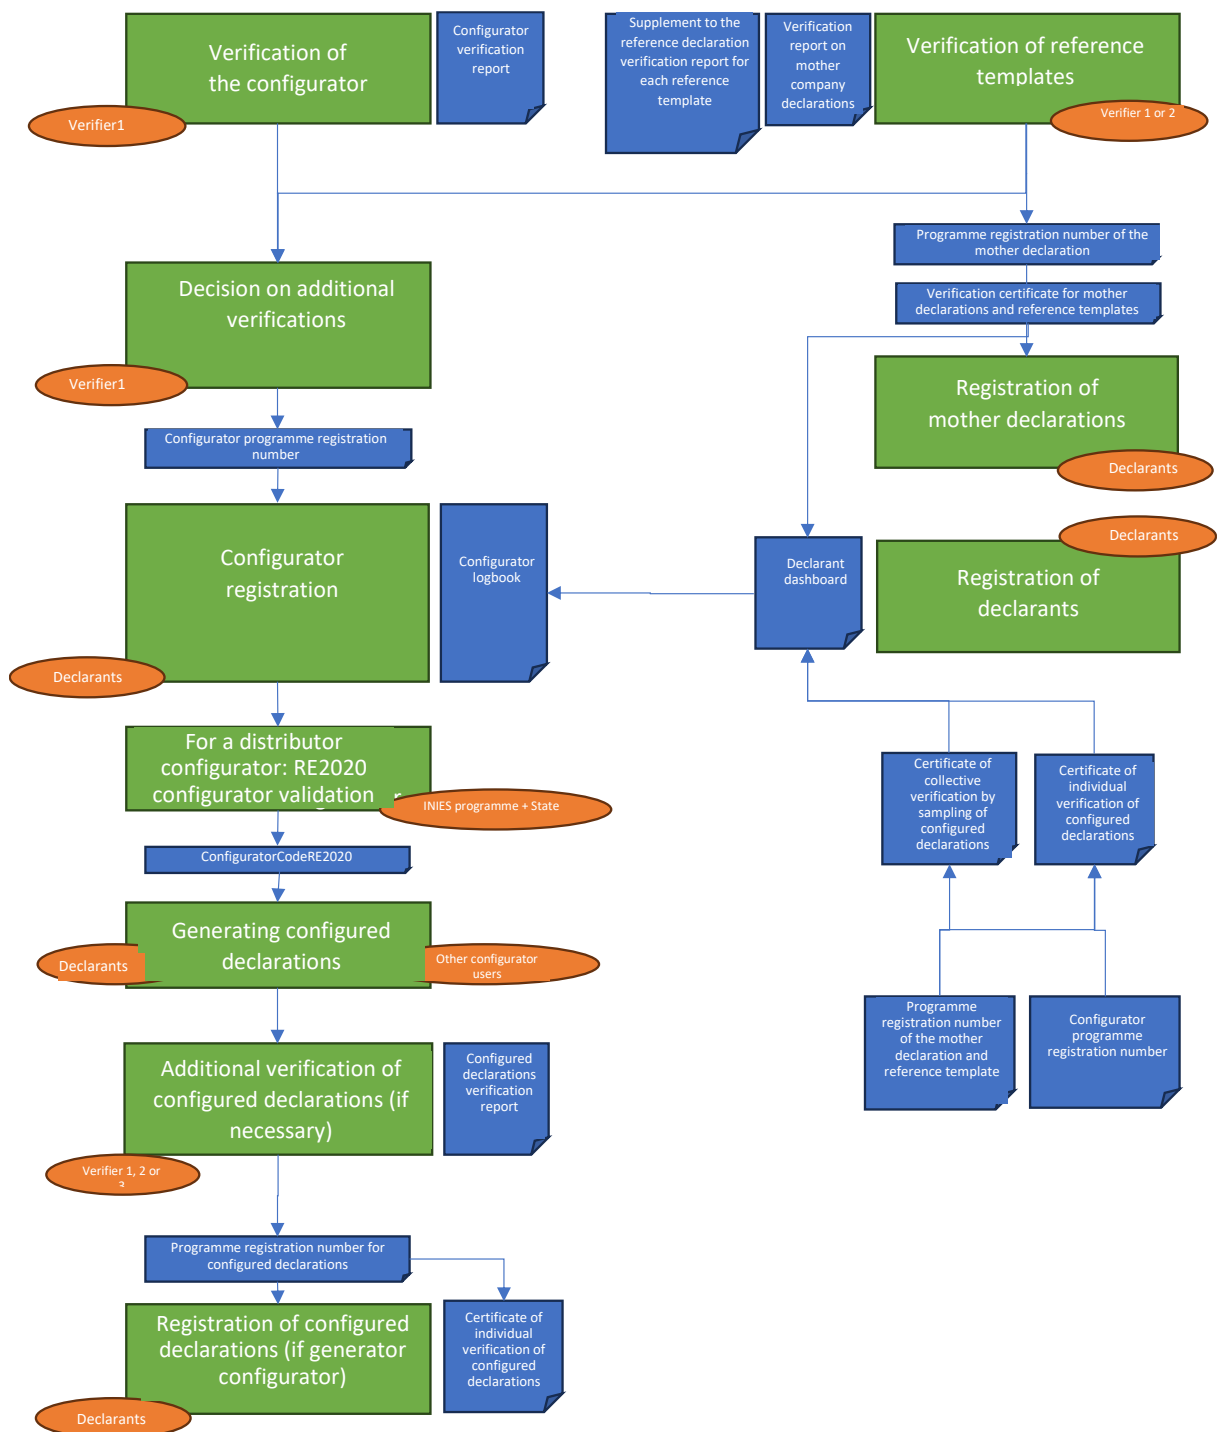 Verification of
the configurator
Verifier1
Configurator
verification
report
Supplement to the
reference declaration
verification report for
each reference
template
Verification
report on
mother
company
declarations
Verification of reference
templates
Verifier 1 or 2
Programme registration number of the
mother declaration
Verification certificate for mother
declarations and reference templates
Decision on additional
verifications
Verifier1
Registration of
mother declarations
Declarants
Configurator programme registration
number
Configurator
registration
Declarants
Configurator
logbook
Declarant
dashboard
Declarants
Registration of
declarants
For a distributor
configurator: RE2020
configurator validation
INIES programme + State
ConfiguratorCodeRE2020
Certificate of
collective
verification by
sampling of
configured
declarations
Certificate of
individual
verification of
configured
declarations
Generating configured
declarations
Declarants
Other configurator
users
Programme
registration number
of the mother
declaration and
reference template
Configurator
programme
registration number
Additional verification of
configured declarations (if
necessary)
Verifier 1, 2 or
3
Configured
declarations
verification
report
Programme registration number for
configured declarations
Registration of configured
declarations (if generator
configurator)
Declarants
Certificate of
individual
verification of
configured
declarations